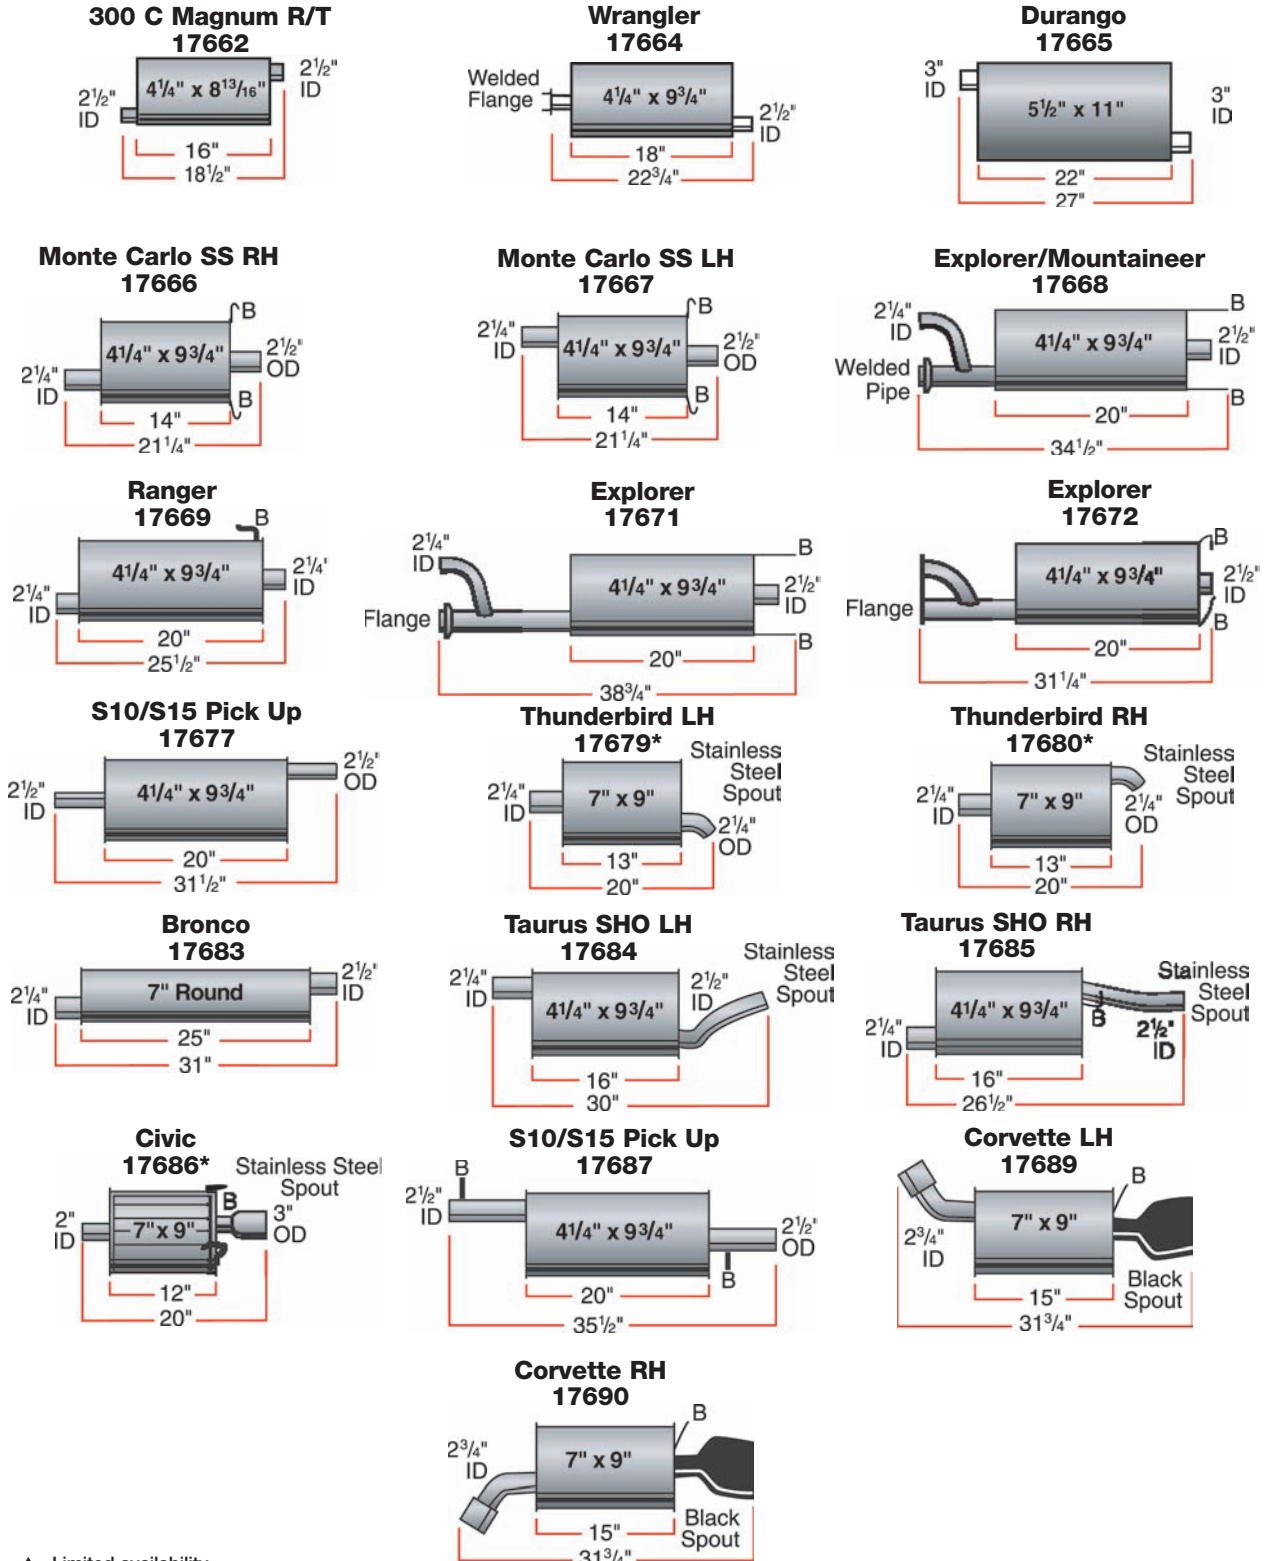 300 C Magnum R/T
17662
2½" ID
4¼" x 8¹³/₁₆"
2½" ID
16"
18½"
Wrangler
17664
Welded Flange
4¼" x 9¾"
2½" ID
18"
22¾"
Durango
17665
3" ID
5½" x 11"
3" ID
22"
27"
Monte Carlo SS RH
17666
B
2¼" ID
4¼" x 9¾"
2½" OD
B
14"
21¼"
Monte Carlo SS LH
17667
B
2¼" ID
4¼" x 9¾"
2½" OD
B
14"
21¼"
Explorer/Mountaineer
17668
2¼" ID
Welded Pipe
4¼" x 9¾"
B
2½" ID
B
20"
34½"
Ranger
17669
B
2¼" ID
4¼" x 9¾"
2¼' ID
20"
25½"
Explorer
17671
2¼" ID
Flange
4¼" x 9¾"
B
2½" ID
B
20"
38¾"
Explorer
17672
Flange
4¼" x 9¾"
B
2½" ID
B
20"
31¼"
S10/S15 Pick Up
17677
2½" ID
4¼" x 9¾"
2½" OD
20"
31½"
Thunderbird LH
17679*
Stainless
Steel
Spout
2¼" ID
7" x 9"
2¼" OD
13"
20"
Thunderbird RH
17680*
Stainless
Steel
Spout
2¼" ID
7" x 9"
2¼" OD
13"
20"
Bronco
17683
2¼" ID
7" Round
2½" ID
25"
31"
Taurus SHO LH
17684
Stainless
Steel
Spout
2¼" ID
4¼" x 9¾"
2½" ID
16"
30"
Taurus SHO RH
17685
Stainless
Steel
Spout
2¼" ID
4¼" x 9¾"
B
2½" ID
16"
26½"
Civic
17686*
Stainless Steel
Spout
2" ID
7" x 9"
B
3" OD
12"
20"
S10/S15 Pick Up
17687
B
2½" ID
4¼" x 9¾"
2½" OD
B
20"
35½"
Corvette LH
17689
B
2¾" ID
7" x 9"
Black
Spout
15"
31¾"
Corvette RH
17690
B
2¾" ID
7" x 9"
Black
Spout
15"
31¾"
Limited availability